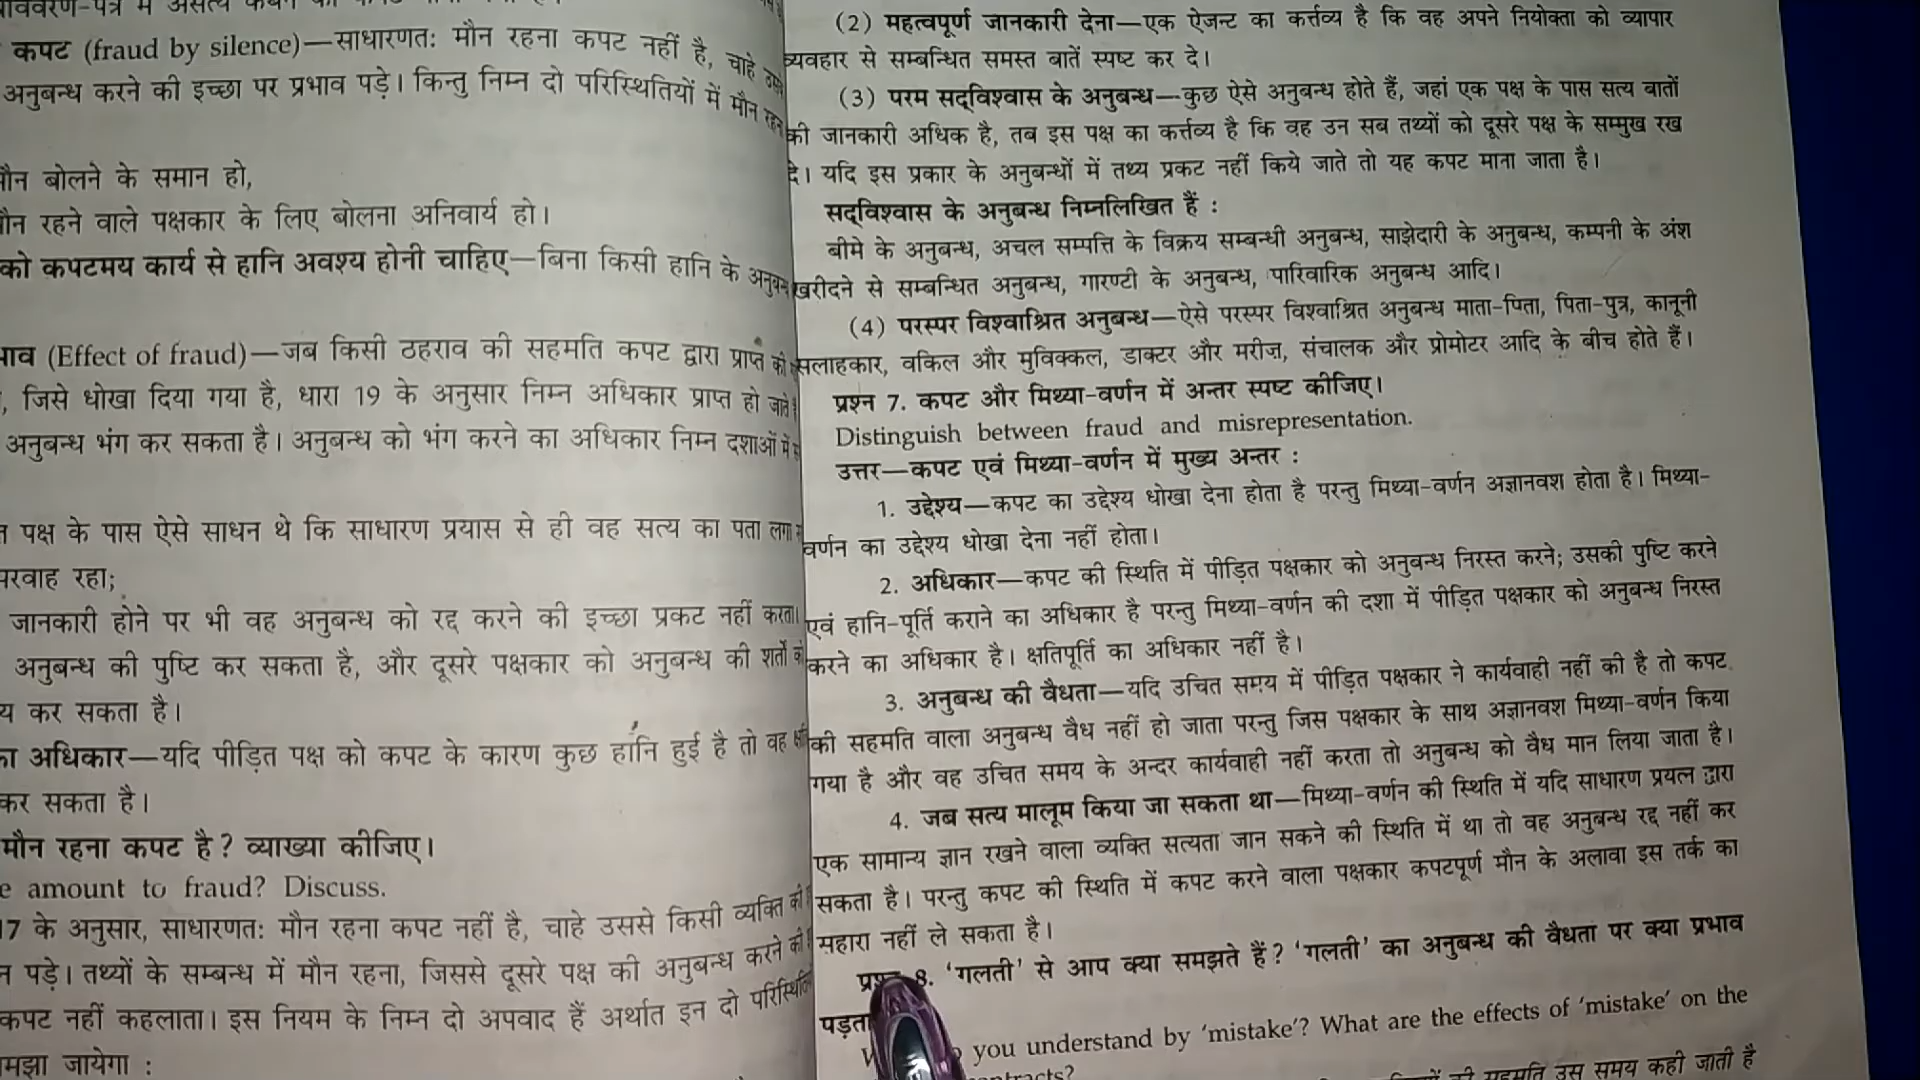 कपट (fraud by silence)—साधारणतः मौन रहना कपट नहीं है, चाहे उससे
अनुबन्ध करने की इच्छा पर प्रभाव पड़े। किन्तु निम्न दो परिस्थितियों में मौन रहना
बोलने के समान हो,
रहने वाले पक्षकार के लिए बोलना अनिवार्य हो।
को कपटमय कार्य से हानि अवश्य होनी चाहिए—बिना किसी हानि के
(Effect of fraud)—जब किसी ठहराव की सहमति कपट द्वारा प्राप्त की
, जिसे धोखा दिया गया है, धारा 19 के अनुसार निम्न अधिकार प्राप्त हो जाते
अनुबन्ध भंग कर सकता है। अनुबन्ध को भंग करने का अधिकार निम्न दशाओं में
पक्ष के पास ऐसे साधन थे कि साधारण प्रयास से ही वह सत्य का पता लगा
परवाह रहा;
जानकारी होने पर भी वह अनुबन्ध को रद्द करने की इच्छा प्रकट नहीं करता।
अनुबन्ध की पुष्टि कर सकता है, और दूसरे पक्षकार को अनुबन्ध की शर्तों को
य कर सकता है।
अधिकार—यदि पीड़ित पक्ष को कपट के कारण कुछ हानि हुई है तो वह
कर सकता है।
मौन रहना कपट है? व्याख्या कीजिए।
e amount to fraud? Discuss.
17 के अनुसार, साधारणतः मौन रहना कपट नहीं है, चाहे उससे किसी व्यक्ति की
न पड़े। तथ्यों के सम्बन्ध में मौन रहना, जिससे दूसरे पक्ष की अनुबन्ध करने की
कपट नहीं कहलाता। इस नियम के निम्न दो अपवाद हैं अर्थात इन दो
समझा जायेगा :
(2) महत्वपूर्ण जानकारी देना—एक ऐजन्ट का कर्त्तव्य है कि वह अपने नियोक्ता को व्यापार
व्यवहार से सम्बन्धित समस्त बातें स्पष्ट कर दे।
(3) परम सद्‌विश्वास के अनुबन्ध—कुछ ऐसे अनुबन्ध होते हैं, जहां एक पक्ष के पास सत्य बातों
की जानकारी अधिक है, तब इस पक्ष का कर्त्तव्य है कि वह उन सब तथ्यों को दूसरे पक्ष के सम्मुख रख
दे। यदि इस प्रकार के अनुबन्धों में तथ्य प्रकट नहीं किये जाते तो यह कपट माना जाता है।
सद्‌विश्वास के अनुबन्ध निम्नलिखित हैं :
बीमे के अनुबन्ध, अचल सम्पत्ति के विक्रय सम्बन्धी अनुबन्ध, साझेदारी के अनुबन्ध, कम्पनी के अंश
खरीदने से सम्बन्धित अनुबन्ध, गारण्टी के अनुबन्ध, पारिवारिक अनुबन्ध आदि।
(4) परस्पर विश्वाश्रित अनुबन्ध—ऐसे परस्पर विश्वाश्रित अनुबन्ध माता-पिता, पिता-पुत्र, कानूनी
सलाहकार, वकिल और मुविक्कल, डाक्टर और मरीज़, संचालक और प्रोमोटर आदि के बीच होते हैं।
प्रश्न 7. कपट और मिथ्या-वर्णन में अन्तर स्पष्ट कीजिए।
Distinguish between fraud and misrepresentation.
उत्तर—कपट एवं मिथ्या-वर्णन में मुख्य अन्तर :
1. उद्देश्य—कपट का उद्देश्य धोखा देना होता है परन्तु मिथ्या-वर्णन अज्ञानवश होता है। मिथ्या-
वर्णन का उद्देश्य धोखा देना नहीं होता।
2. अधिकार—कपट की स्थिति में पीड़ित पक्षकार को अनुबन्ध निरस्त करने; उसकी पुष्टि करने
एवं हानि-पूर्ति कराने का अधिकार है परन्तु मिथ्या-वर्णन की दशा में पीड़ित पक्षकार को अनुबन्ध निरस्त
करने का अधिकार है। क्षतिपूर्ति का अधिकार नहीं है।
3. अनुबन्ध की वैधता—यदि उचित समय में पीड़ित पक्षकार ने कार्यवाही नहीं की है तो कपट
की सहमति वाला अनुबन्ध वैध नहीं हो जाता परन्तु जिस पक्षकार के साथ अज्ञानवश मिथ्या-वर्णन किया
गया है और वह उचित समय के अन्दर कार्यवाही नहीं करता तो अनुबन्ध को वैध मान लिया जाता है।
4. जब सत्य मालूम किया जा सकता था—मिथ्या-वर्णन की स्थिति में यदि साधारण प्रयत्न द्वारा
एक सामान्य ज्ञान रखने वाला व्यक्ति सत्यता जान सकने की स्थिति में था तो वह अनुबन्ध रद्द नहीं कर
सकता है। परन्तु कपट की स्थिति में कपट करने वाला पक्षकार कपटपूर्ण मौन के अलावा इस तर्क का
सहारा नहीं ले सकता है।
8. 'गलती' से आप क्या समझते हैं? 'गलती' का अनुबन्ध की वैधता पर क्या प्रभाव
पड़ता
you understand by 'mistake'? What are the effects of 'mistake' on the
सहमति उस समय कही जाती है